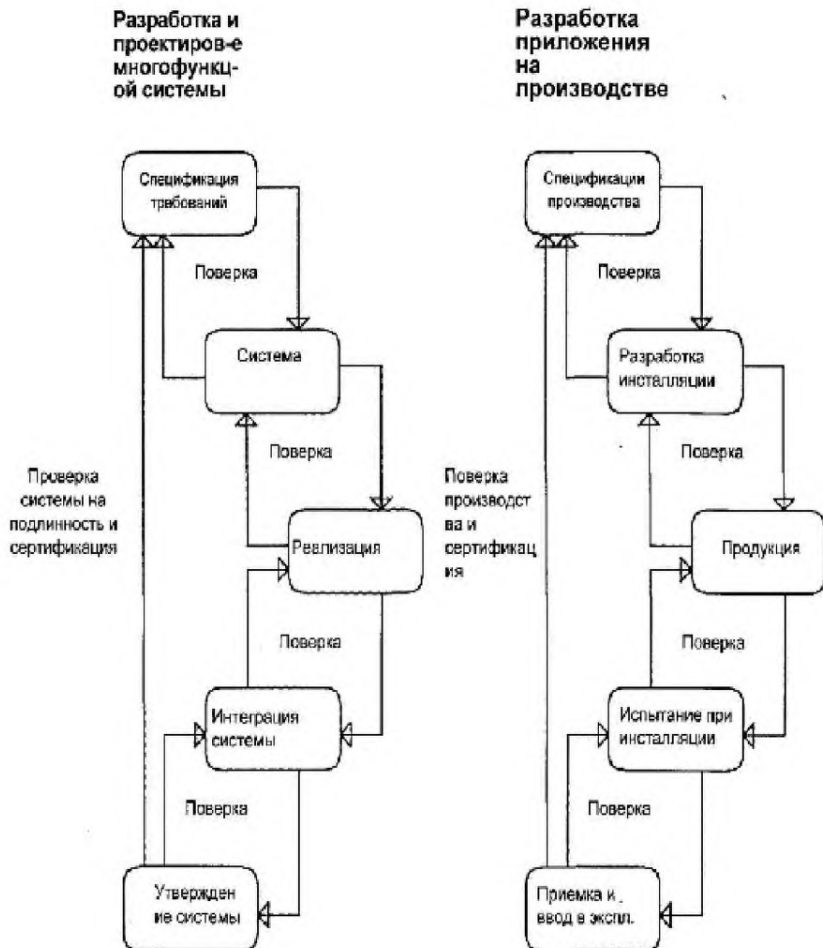 Разработка и
проектиров-е
многофункц-
ой системы
Спецификация
требований
Поверка
Система
Поверка
Проверка
системы на
подлинность и
сертификация
Реализация
Поверка
Интеграция
системы
Поверка
Утвержден
ие системы
Разработка
приложения
на
производстве
Спецификации
производства
Поверка
Разработка
инсталляции
Поверка
Поверка
производст
ва и
сертификац
ия
Продукция
Поверка
Испытание при
инсталляции
Поверка
Приемка и
ввод в экспл.